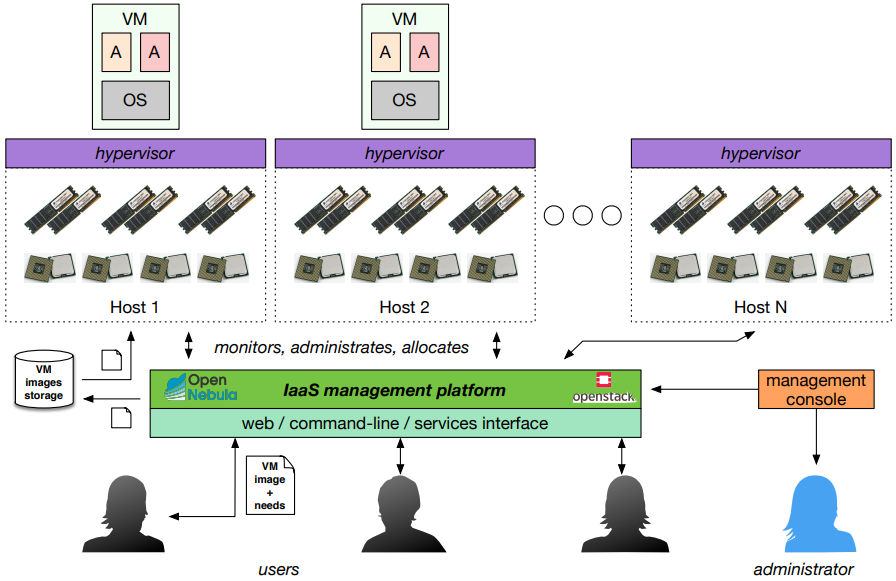 VM
A A
OS
VM
A A
OS
hypervisor
hypervisor
hypervisor
Host 1
Host 2
Host N
monitors, administrates, allocates
VM
images
storage
Open
Nebula
IaaS management platform
openstack
web / command-line / services interface
management
console
VM
image
+
needs
users
administrator